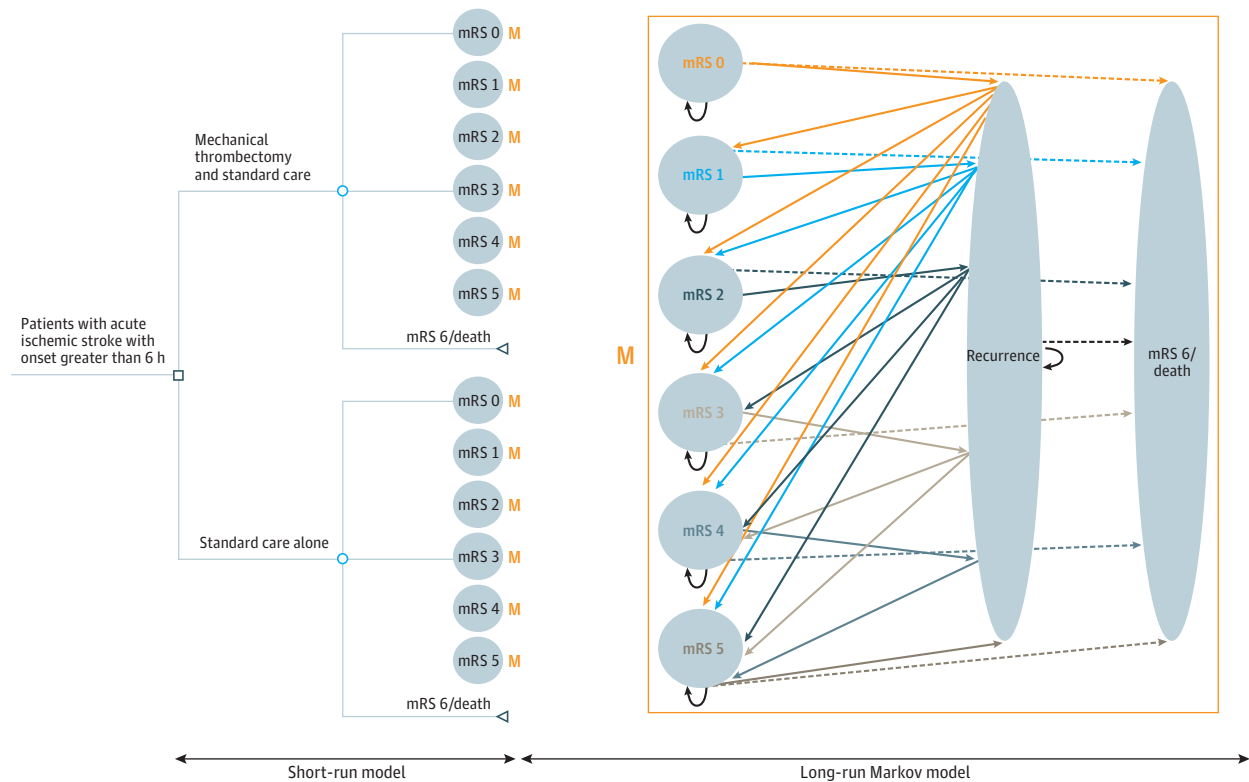 mRS 0 M
mRS 1 M
mRS 2 M
Mechanical
thrombectomy
and standard care
mRS 3 M
mRS 4 M
mRS 5 M
mRS 6/death
Patients with acute
ischemic stroke with
onset greater than 6 h
mRS 0 M
mRS 1 M
mRS 2 M
Standard care alone
mRS 3 M
mRS 4 M
mRS 5 M
mRS 6/death
Short-run model
M
mRS 0
mRS 1
mRS 2
mRS 3
mRS 4
mRS 5
Recurrence
mRS 6/
death
Long-run Markov model